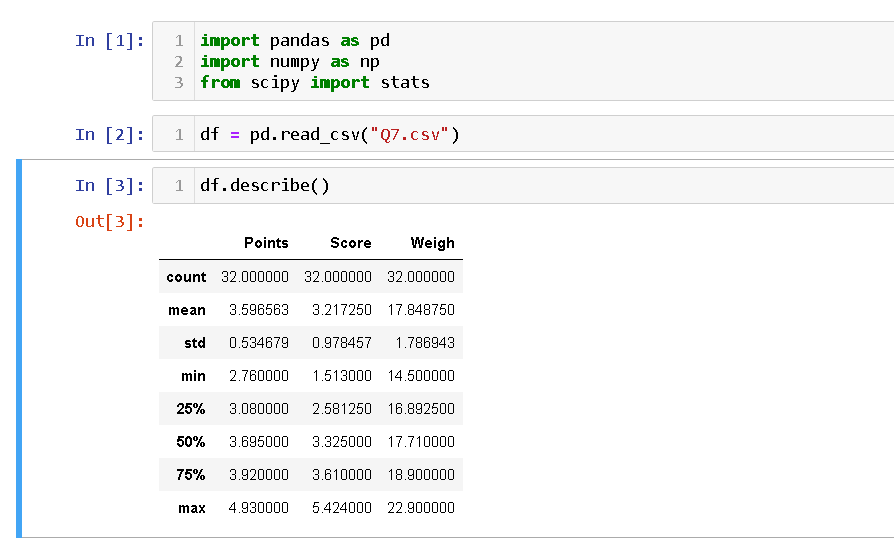 In [1]: 1 import pandas as pd
2 import numpy as np
3 from scipy import stats
In [2]: 1 df = pd.read_csv("Q7.csv")
In [3]: 1 df.describe()
Out[3]:
Points Score Weigh
count 32.000000 32.000000 32.000000
mean 3.596563 3.217250 17.848750
std 0.534679 0.978457 1.786943
min 2.760000 1.513000 14.500000
25% 3.080000 2.581250 16.892500
50% 3.695000 3.325000 17.710000
75% 3.920000 3.610000 18.900000
max 4.930000 5.424000 22.900000